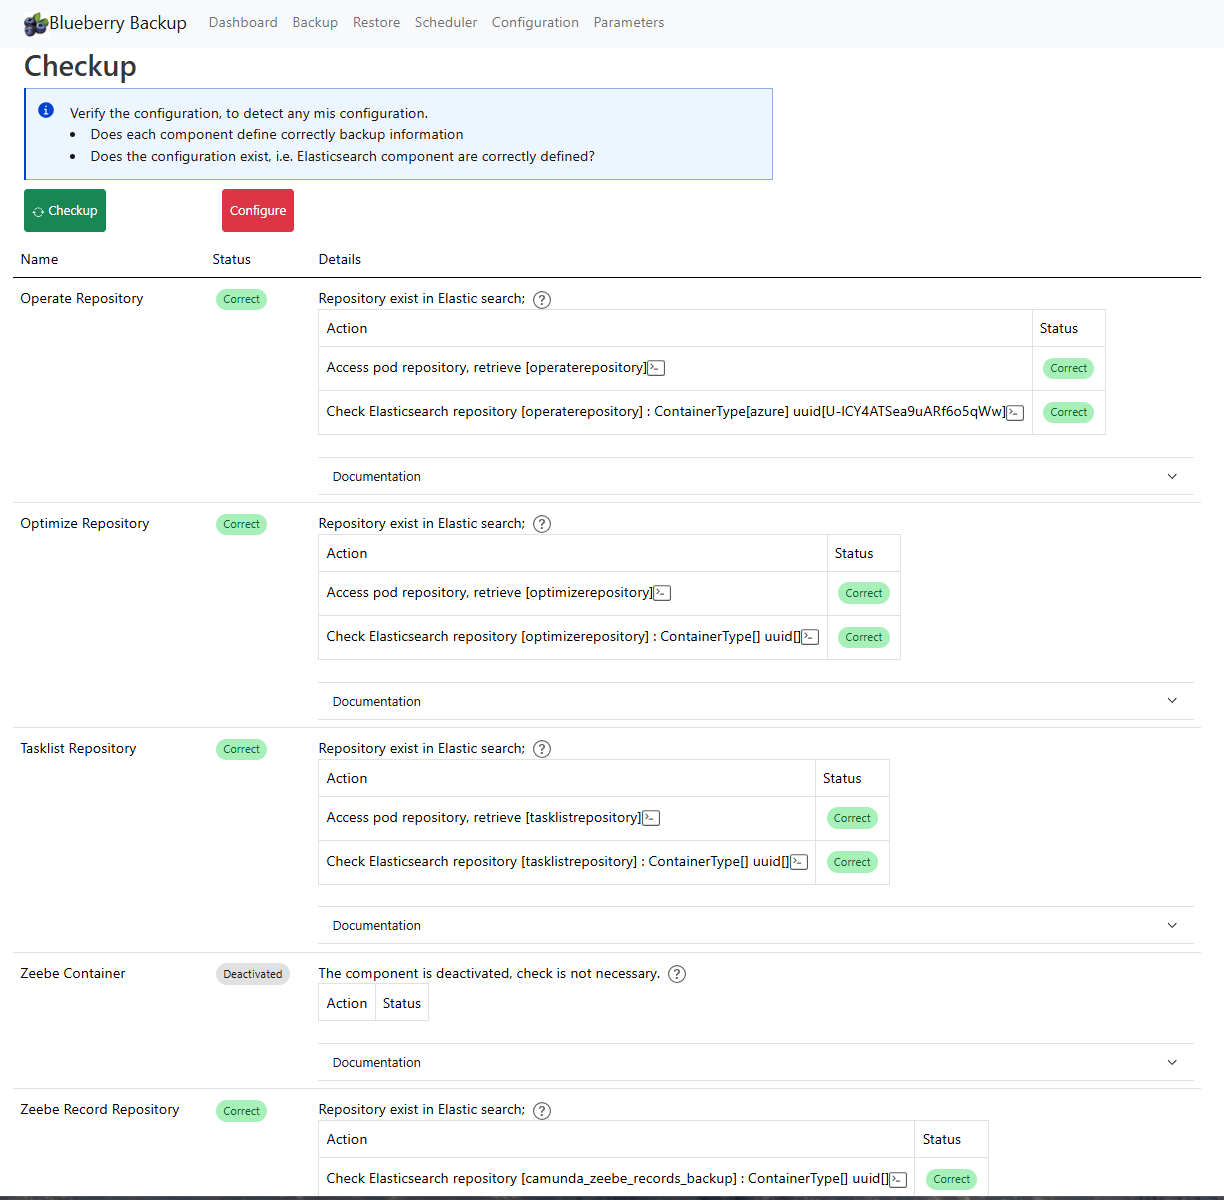 Blueberry Backup Dashboard Backup Restore Scheduler Configuration Parameters
Checkup
Verify the configuration, to detect any mis configuration.
• Does each component define correctly backup information
• Does the configuration exist, i.e. Elasticsearch component are correctly defined?
Checkup Configure
Name Status Details
Operate Repository Correct Repository exist in Elastic search;
Action Status
Access pod repository, retrieve [operaterepository] Correct
Check Elasticsearch repository [operaterepository] : ContainerType[azure] uuid[U-ICY4ATSea9uARf6o5qWw] Correct
Documentation
Optimize Repository Correct Repository exist in Elastic search;
Action Status
Access pod repository, retrieve [optimizerepository] Correct
Check Elasticsearch repository [optimizerepository] : ContainerType[] uuid[] Correct
Documentation
Tasklist Repository Correct Repository exist in Elastic search;
Action Status
Access pod repository, retrieve [tasklistrepository] Correct
Check Elasticsearch repository [tasklistrepository] : ContainerType[] uuid[] Correct
Documentation
Zeebe Container Deactivated The component is deactivated, check is not necessary.
Action Status
Documentation
Zeebe Record Repository Correct Repository exist in Elastic search;
Action Status
Check Elasticsearch repository [camunda_zeebe_records_backup] : ContainerType[] uuid[] Correct